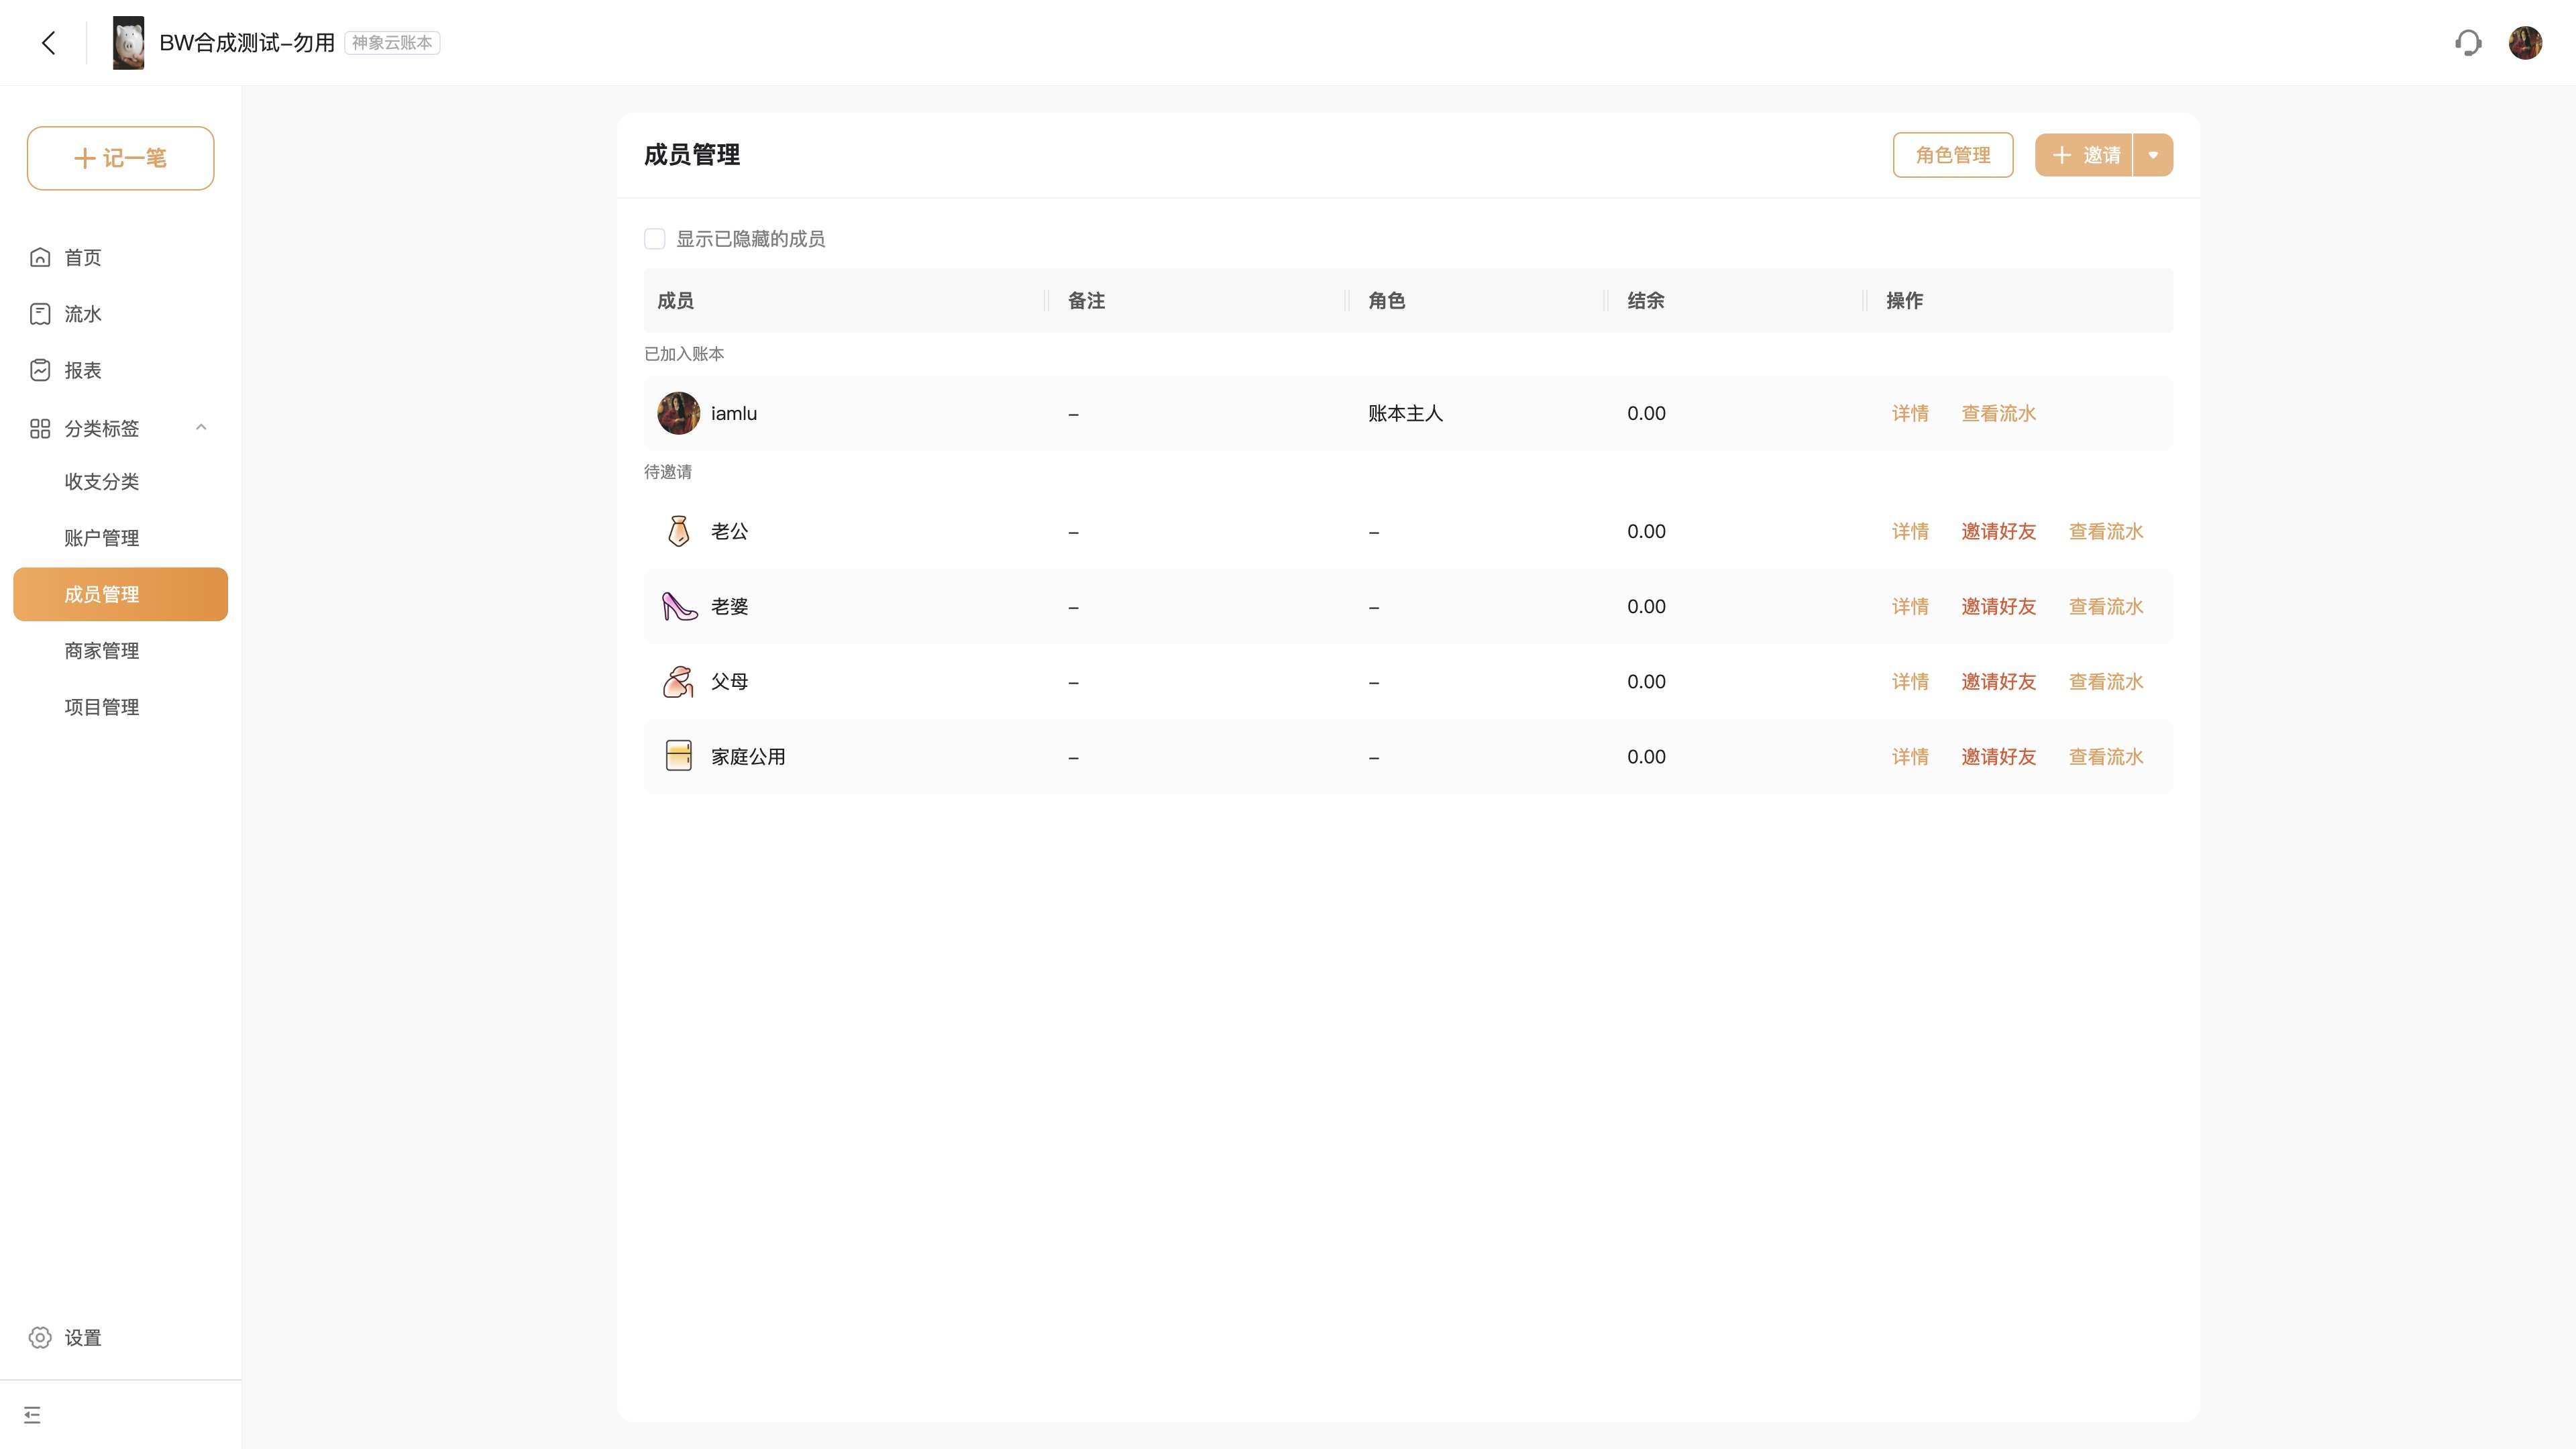 BW合成测试–勿用 神象云账本
记一笔
首页
流水
报表
分类标签
收支分类
账户管理
成员管理
商家管理
项目管理
设置
成员管理 角色管理 邀请
显示已隐藏的成员
成员 备注 角色 结余 操作
已加入账本
iamlu – 账本主人 0.00 详情 查看流水
待邀请
老公 – – 0.00 详情 邀请好友 查看流水
老婆 – – 0.00 详情 邀请好友 查看流水
父母 – – 0.00 详情 邀请好友 查看流水
家庭公用 – – 0.00 详情 邀请好友 查看流水